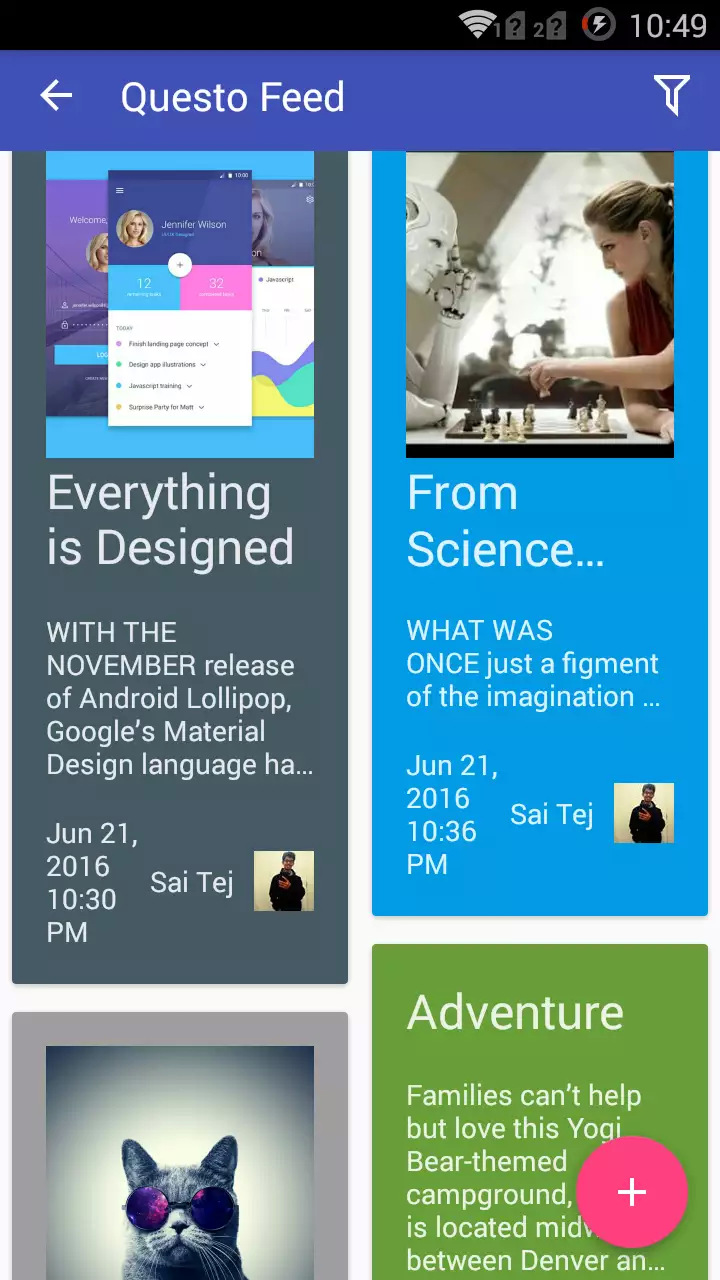 1 2 10:49
Questo Feed
10:00
Welcome,
Jennifer Wilson
UI/UX Designer
12
remaining tasks
32
completed tasks
Javascript
TODAY
Finish landing page concept
Design app illustrations
Javascript training
Surprise Party for Matt
Everything
is Designed
WITH THE
NOVEMBER release
of Android Lollipop,
Google’s Material
Design language ha…
Jun 21,
2016
10:30
PM
Sai Tej
From
Science…
WHAT WAS
ONCE just a figment
of the imagination …
Jun 21,
2016
10:36
PM
Sai Tej
Adventure
Families can’t help
but love this Yogi
Bear-themed
campground,
is located
between Denver an…